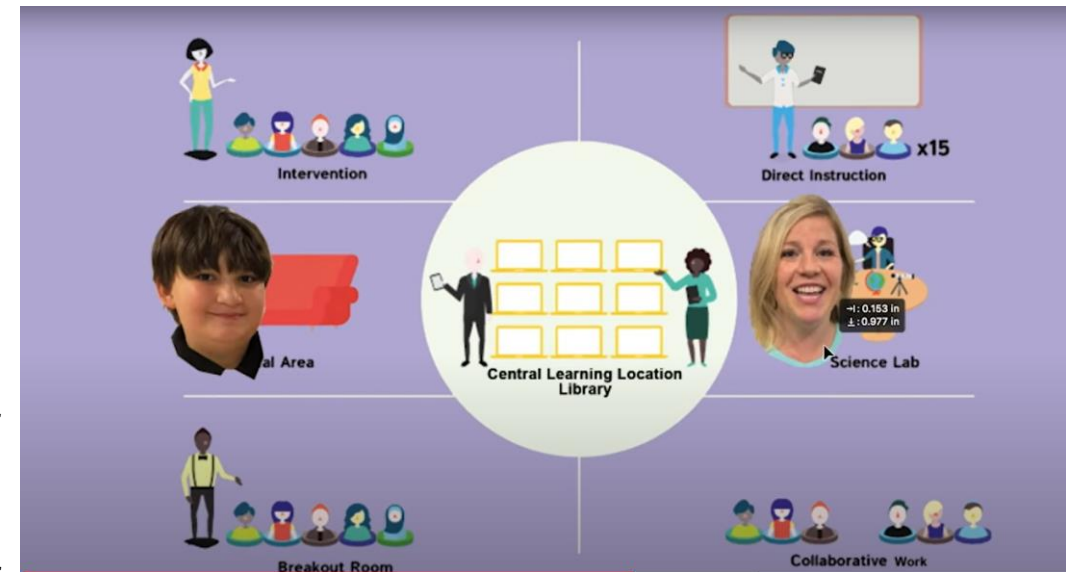 Intervention
x15
Direct Instruction
al Area
→: 0.153 in
↓: 0.977 in
Science Lab
Central Learning Location
Library
Breakout Room
Collaborative Work